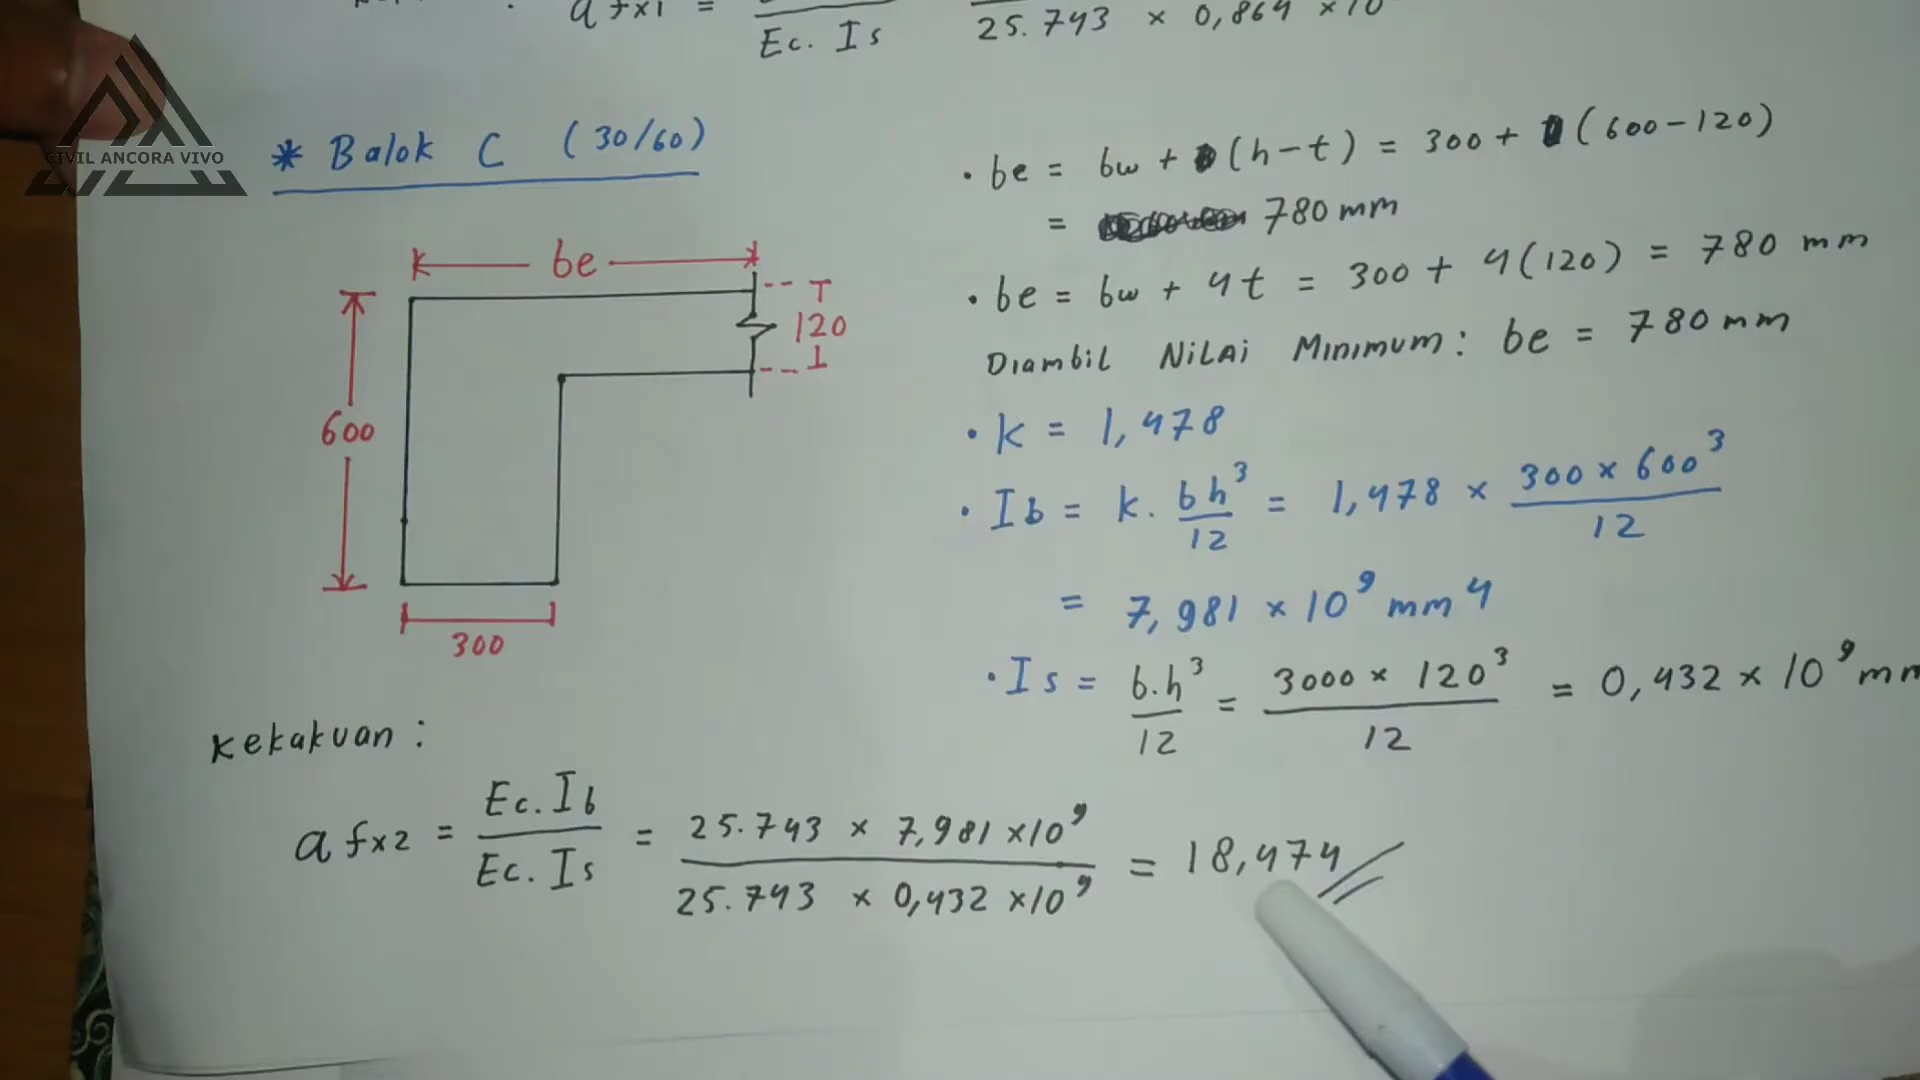 a fx1 =
Ec. Is 25.743 × 0,864 ×10
CIVIL ANCORA VIVO
* Balok C (30/60)
be
T
120
I
600
300
• be = bw + (h-t) = 300 + (600-120)
= 780 mm
• be = bw + 4t = 300 + 4(120) = 780 mm
Diambil Nilai Minimum: be = 780 mm
• k = 1,478
• Ib = k. bh³/12 = 1,478 × 300 × 600³/12
= 7,981 × 10⁹ mm4
• Is = b.h³/12 = 3000 × 120³/12 = 0,432 × 10⁹ mm
Kekakuan :
a fx2 = Ec. Ib/Ec. Is = 25.743 × 7,981 ×10⁹/25.743 × 0,432 ×10⁹ = 18,474